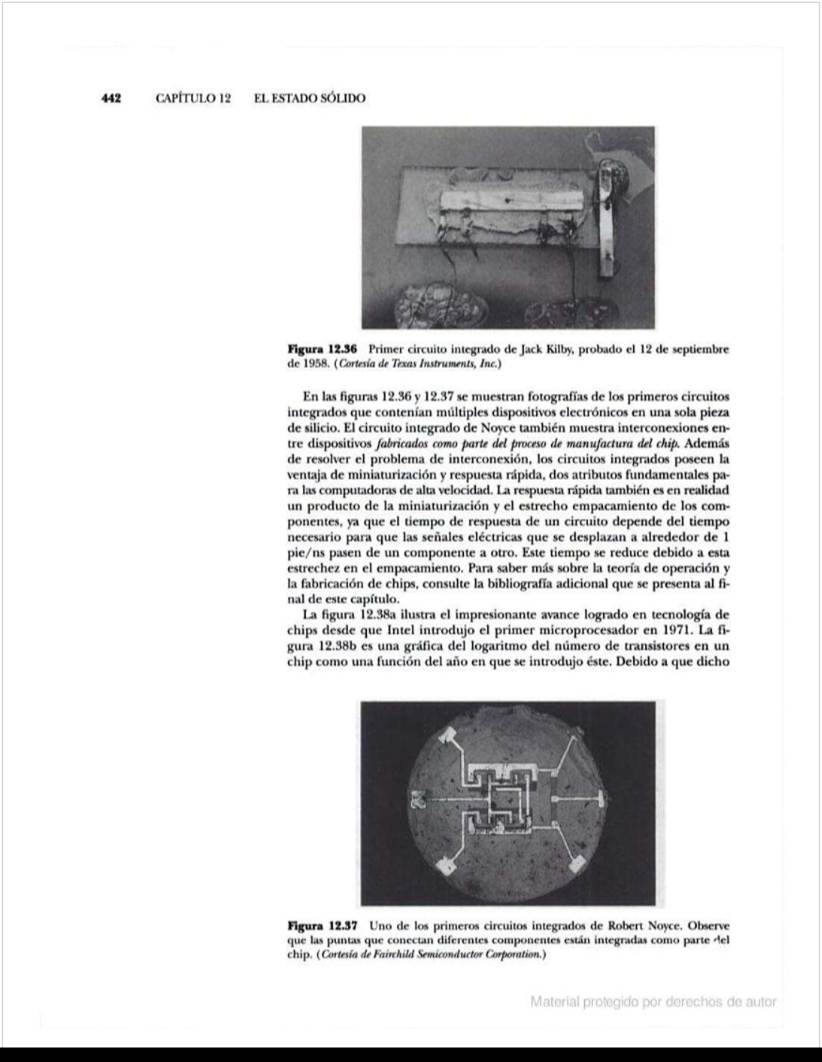 442 CAPÍTULO 12 EL ESTADO SÓLIDO
Figura 12.36 Primer circuito integrado de Jack Kilby, probado el 12 de septiembre
de 1958. (Cortesía de Texas Instruments, Inc.)
En las figuras 12.36 y 12.37 se muestran fotografías de los primeros circuitos
integrados que contenían múltiples dispositivos electrónicos en una sola pieza
de silicio. El circuito integrado de Noyce también muestra interconexiones en-
tre dispositivos fabricados como parte del proceso de manufactura del chip. Además
de resolver el problema de interconexión, los circuitos integrados poseen la
ventaja de miniaturización y respuesta rápida, dos atributos fundamentales pa-
ra las computadoras de alta velocidad. La respuesta rápida también es en realidad
un producto de la miniaturización y el estrecho empacamiento de los com-
ponentes, ya que el tiempo de respuesta de un circuito depende del tiempo
necesario para que las señales eléctricas que se desplazan a alrededor de 1
pie/ns pasen de un componente a otro. Este tiempo se reduce debido a esta
estrechez en el empacamiento. Para saber más sobre la teoría de operación y
la fabricación de chips, consulte la bibliografía adicional que se presenta al fi-
nal de este capítulo.
La figura 12.38a ilustra el impresionante avance logrado en tecnología de
chips desde que Intel introdujo el primer microprocesador en 1971. La fi-
gura 12.38b es una gráfica del logaritmo del número de transistores en un
chip como una función del año en que se introdujo éste. Debido a que dicho
Figura 12.37 Uno de los primeros circuitos integrados de Robert Noyce. Observe
que las puntas que conectan diferentes componentes están integradas como parte del
chip. (Cortesía de Fairchild Semiconductor Corporation.)
Material protegido por derechos de autor